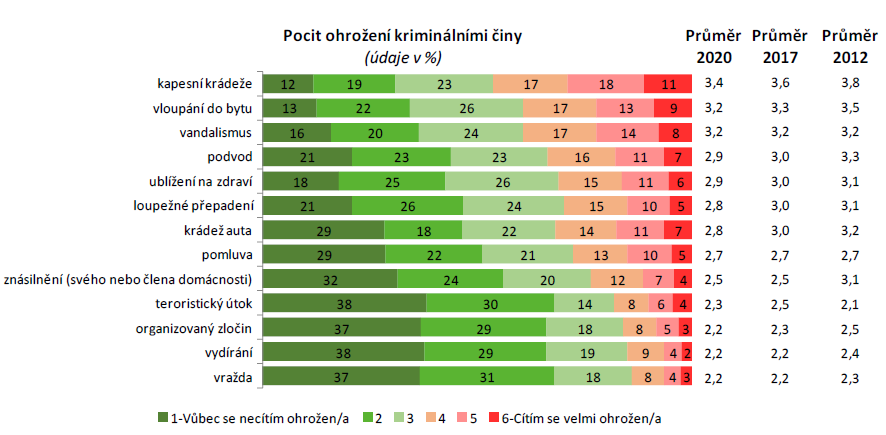 Pocit ohrožení kriminálními činy Průměr Průměr Průměr
(údaje v %) 2020 2017 2012
kapesní krádeže 12 19 23 17 18 11 3,4 3,6 3,8
vloupání do bytu 13 22 26 17 13 9 3,2 3,3 3,5
vandalismus 16 20 24 17 14 8 3,2 3,2 3,2
podvod 21 23 23 16 11 7 2,9 3,0 3,3
ublížení na zdraví 18 25 26 15 11 6 2,9 3,0 3,1
loupežné přepadení 21 26 24 15 10 5 2,8 3,0 3,1
krádež auta 29 18 22 14 11 7 2,8 3,0 3,2
pomluva 29 22 21 13 10 5 2,7 2,7 2,7
znásilnění (svého nebo člena domácnosti) 32 24 20 12 7 4 2,5 2,5 3,1
teroristický útok 38 30 14 8 6 4 2,3 2,5 2,1
organizovaný zločin 37 29 18 8 5 3 2,2 2,3 2,5
vydírání 38 29 19 9 4 2 2,2 2,2 2,4
vražda 37 31 18 8 4 3 2,2 2,2 2,3
1-Vůbec se necítím ohrožen/a 2 3 4 5 6-Cítím se velmi ohrožen/a